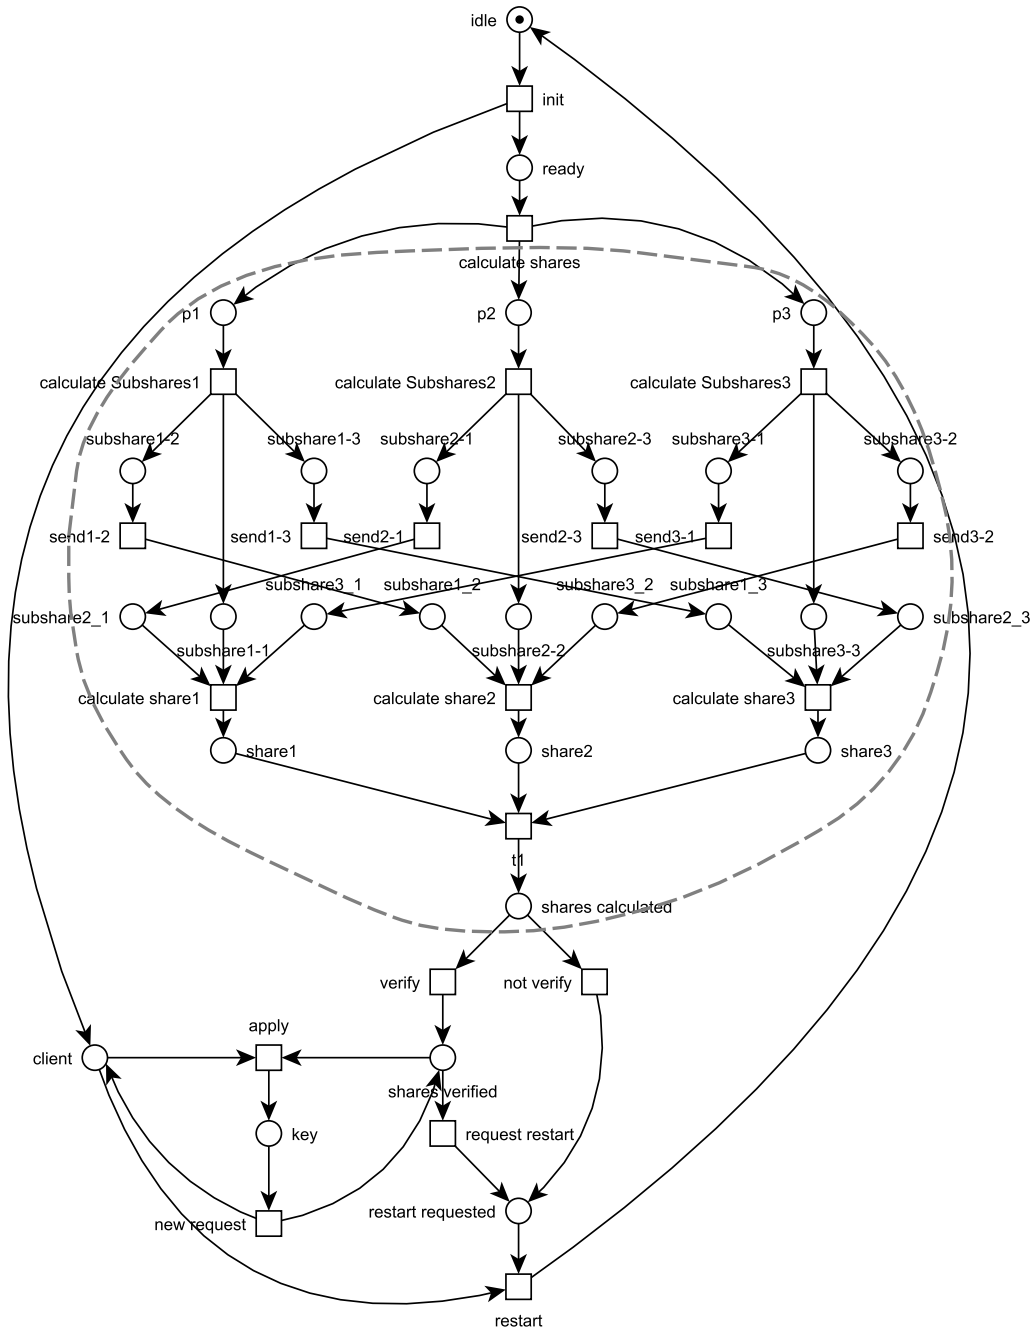 idle
init
ready
calculate shares
p1
p2
p3
calculate Subshares1
calculate Subshares2
calculate Subshares3
subshare1-2
subshare1-3
subshare2-1
subshare2-3
subshare3-1
subshare3-2
send1-2
send1-3
send2-1
send2-3
send3-1
send3-2
subshare3_1
subshare1_2
subshare3_2
subshare1_3
subshare2_1
subshare2_3
subshare1-1
subshare2-2
subshare3-3
calculate share1
calculate share2
calculate share3
share1
share2
share3
t1
shares calculated
verify
not verify
apply
client
shares verified
key
request restart
restart requested
new request
restart